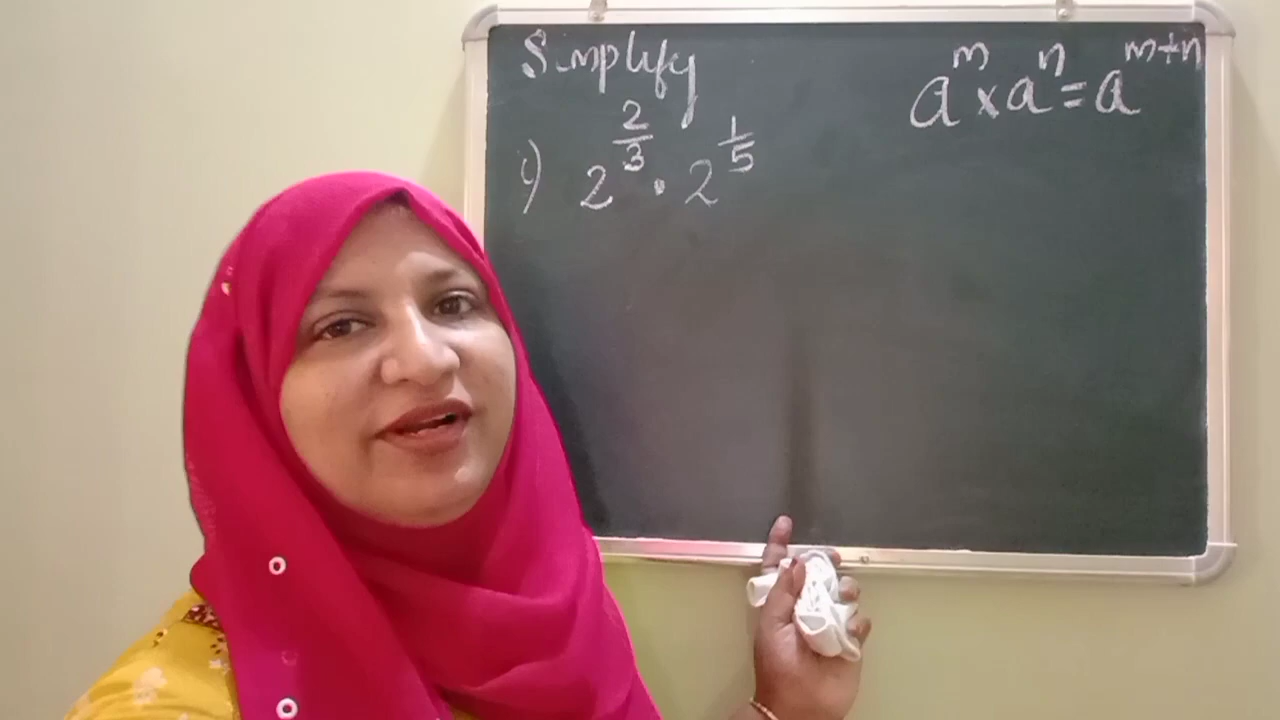 Simplify
a^m × a^n = a^{m+n}
i) 2^{2/3} · 2^{1/5}